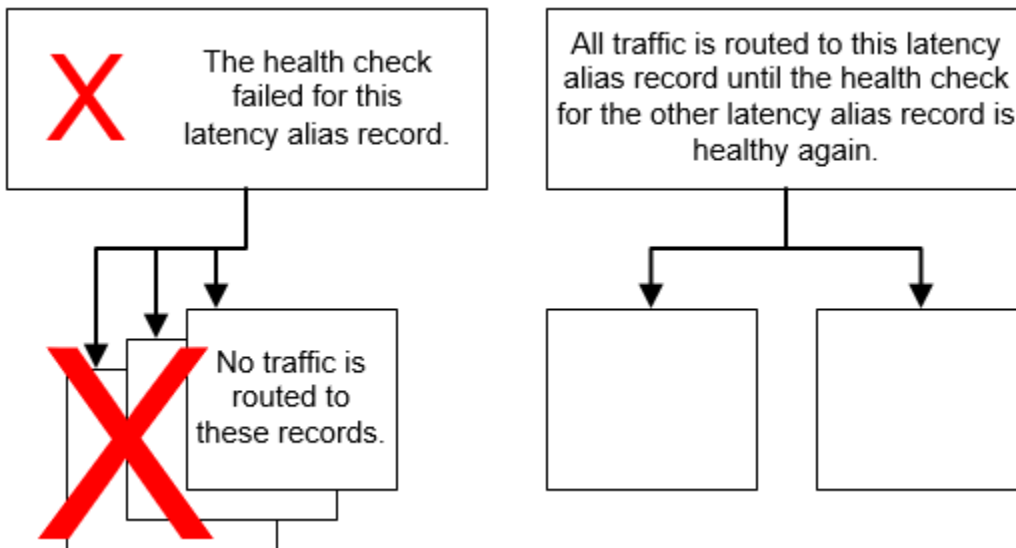 The health check
failed for this
latency alias record.
All traffic is routed to this latency
alias record until the health check
for the other latency alias record is
healthy again.
No traffic is
routed to
these records.